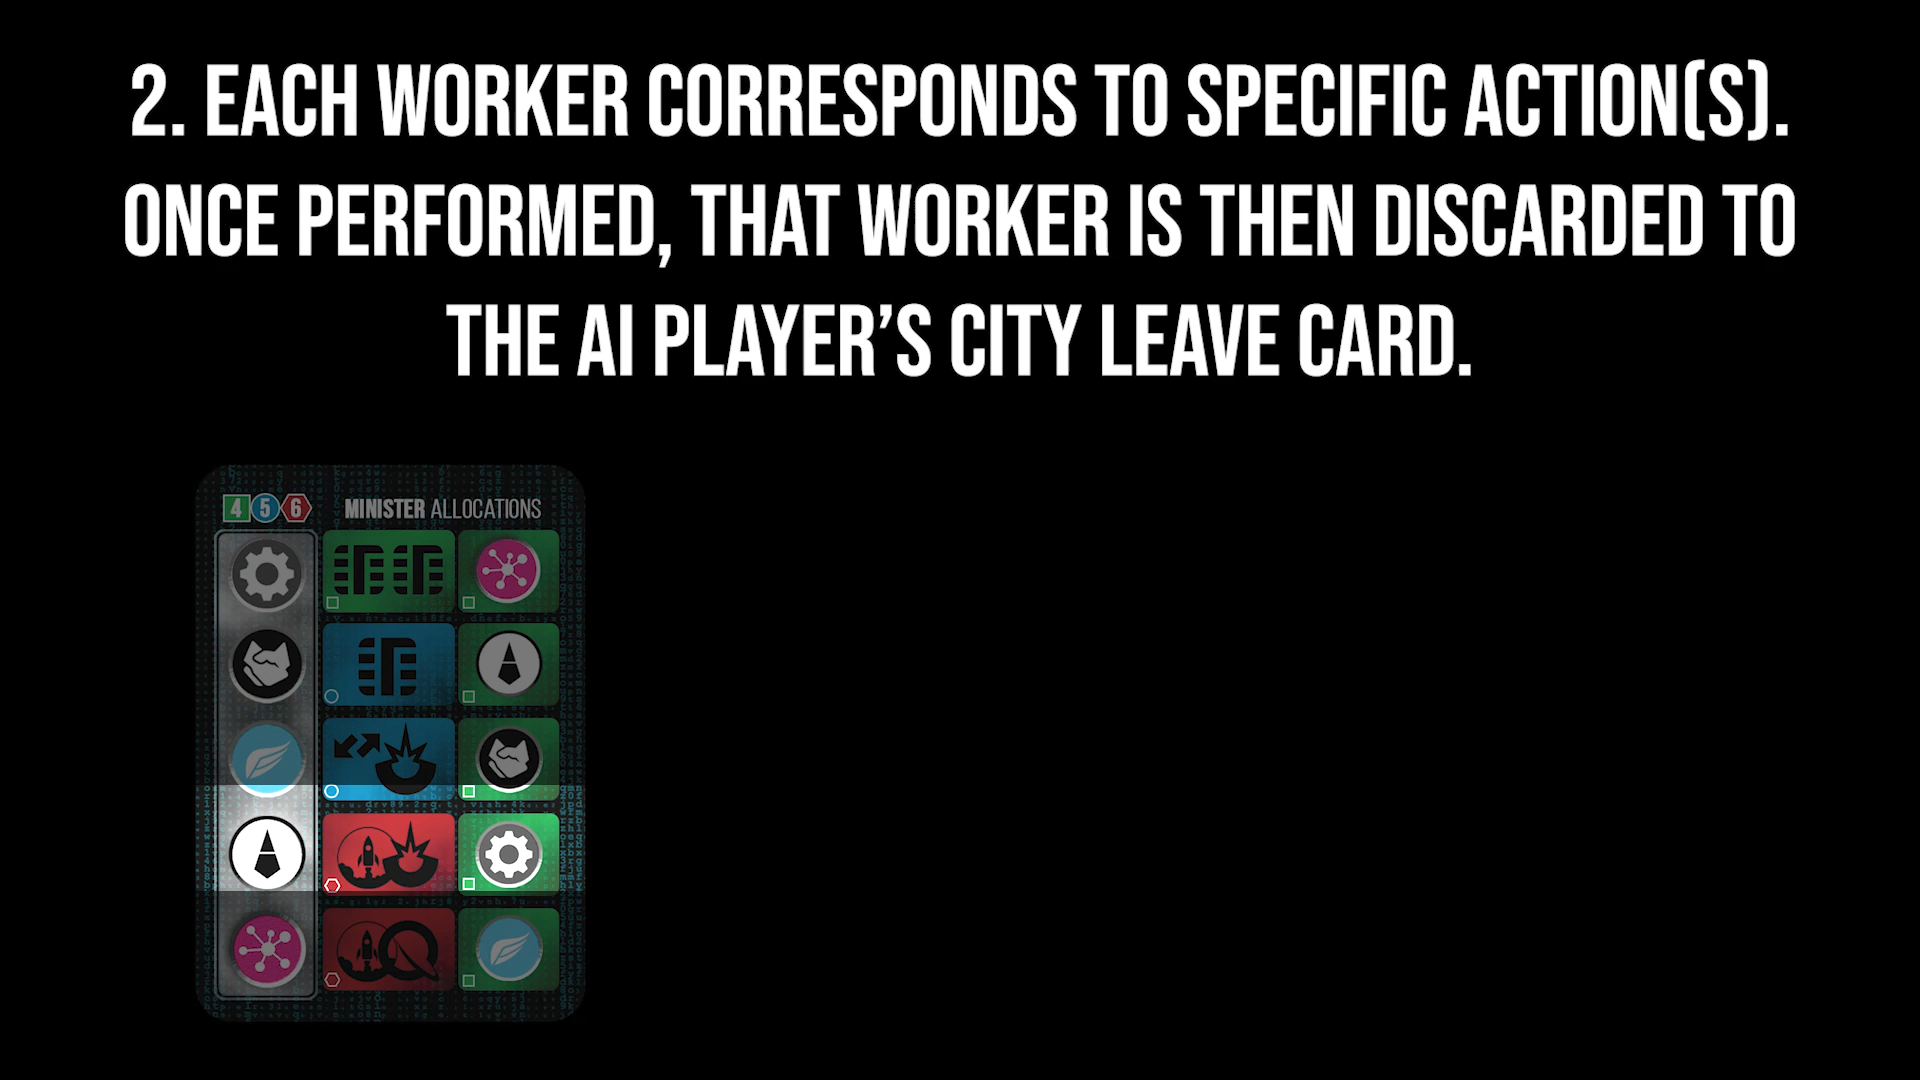 2. EACH WORKER CORRESPONDS TO SPECIFIC ACTION(S).
ONCE PERFORMED, THAT WORKER IS THEN DISCARDED TO
THE AI PLAYER’S CITY LEAVE CARD.
4 5 6 MINISTER ALLOCATIONS